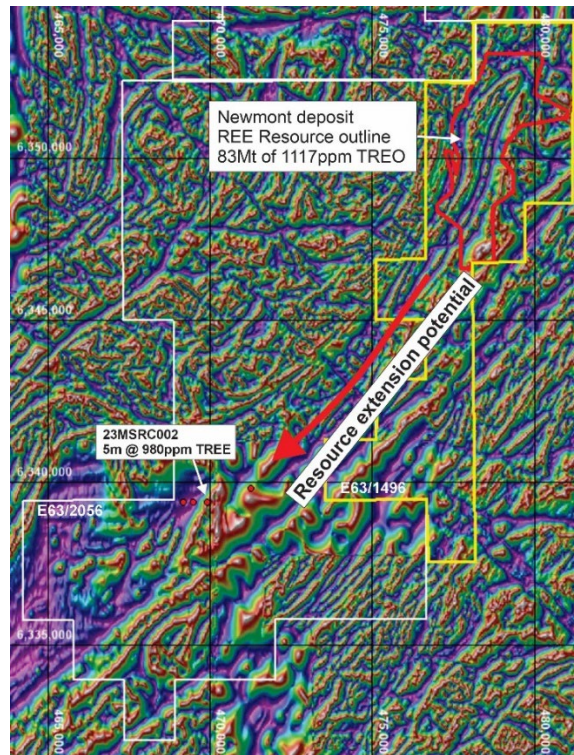 465,000
470,000
475,000
480,000
Newmont deposit
REE Resource outline
83Mt of 1117ppm TREO
6,350,000
6,345,000
Resource extension potential
23MSRC002
5m @ 980ppm TREE
6,340,000
E63/1496
E63/2056
6,335,000
465,000
475,000
475,000
480,000